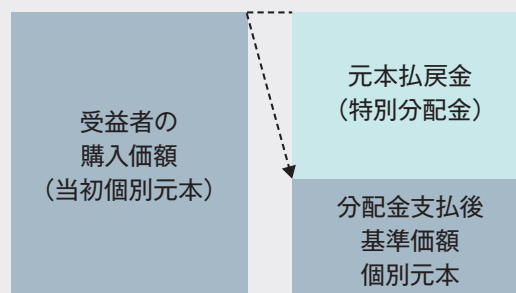 受益者の
購入価額
（当初個別元本）
元本払戻金
（特別分配金）
分配金支払後
基準価額
個別元本